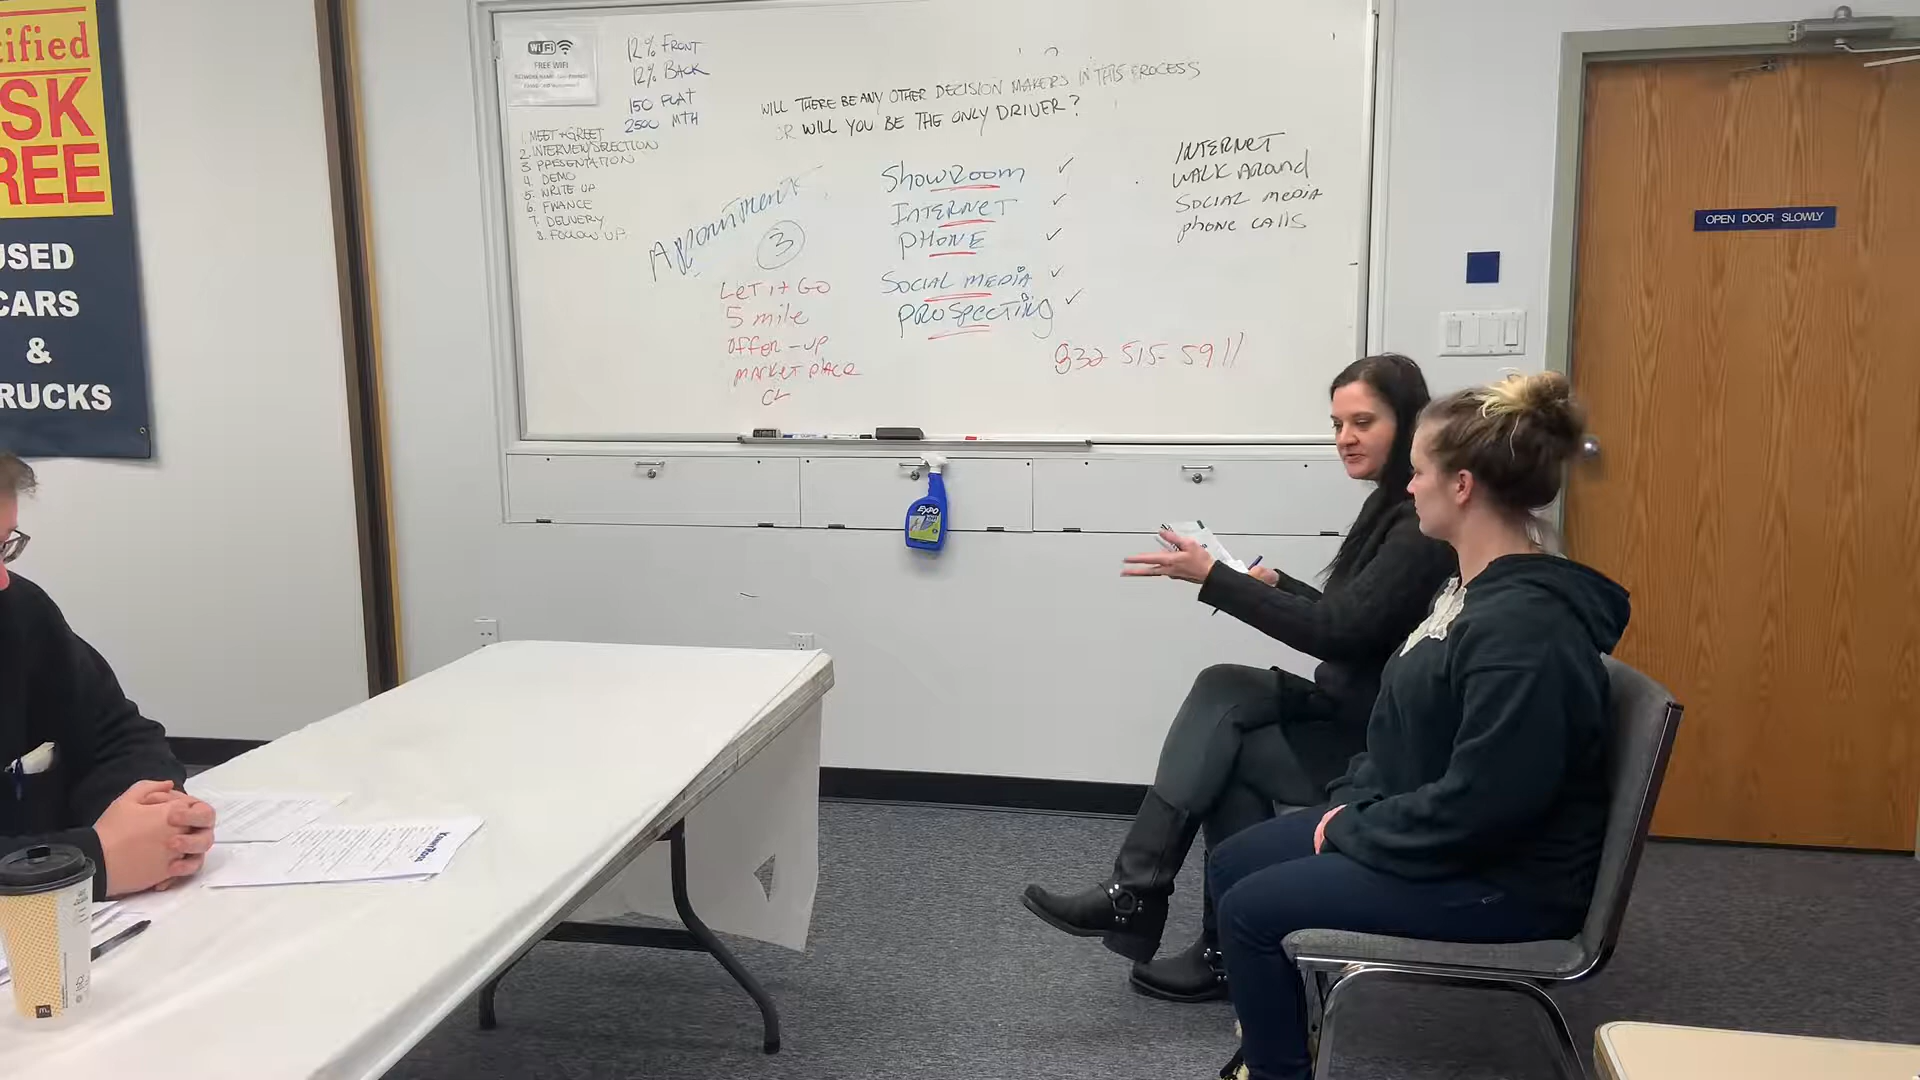 ified
SK
REE
USED
CARS
&
RUCKS
WiFi
FREE WIFI
12% FRONT
12% BACK
150 FLAT
2500 MTH
1. MEET + GREET
2. INTERVIEW/SELECTION
3 PRESENTATION
4. DEMO
5. WRITE UP
6. FINANCE
7. DELIVERY
8. FOLLOW UP.
WILL THERE BE ANY OTHER DECISION MAKERS IN THIS PROCESS
OR WILL YOU BE THE ONLY DRIVER?
Appointments
3
LET it GO
5 mile
offer-up
MARKET PLACE
CL
SHOWROOM ✓
INTERNET ✓
PHONE ✓
SOCIAL MEDIA ✓
PROSPECTING ✓
INTERNET
WALK AROUND
SOCIAL MEDIA
phone calls
832 515-5911
OPEN DOOR SLOWLY
EXPO